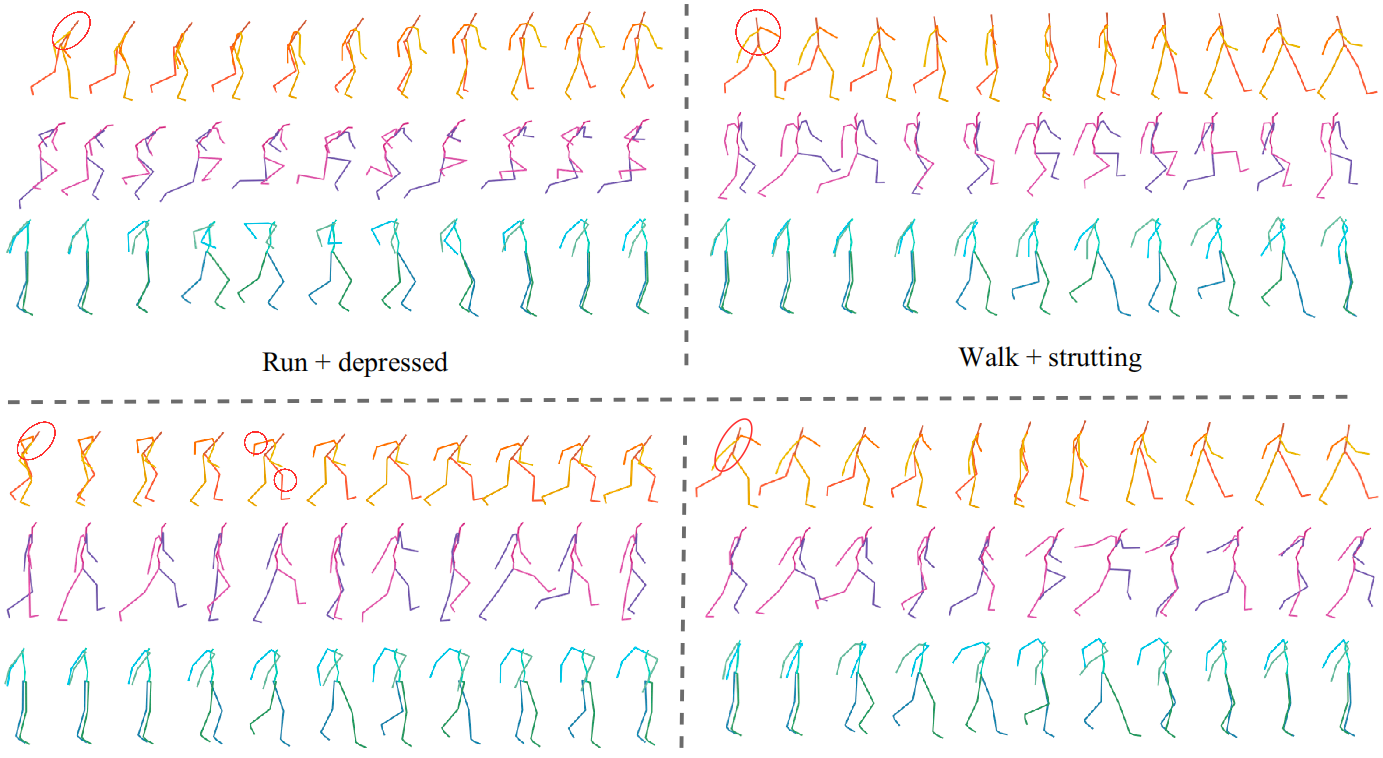 Run + depressed
Walk + strutting